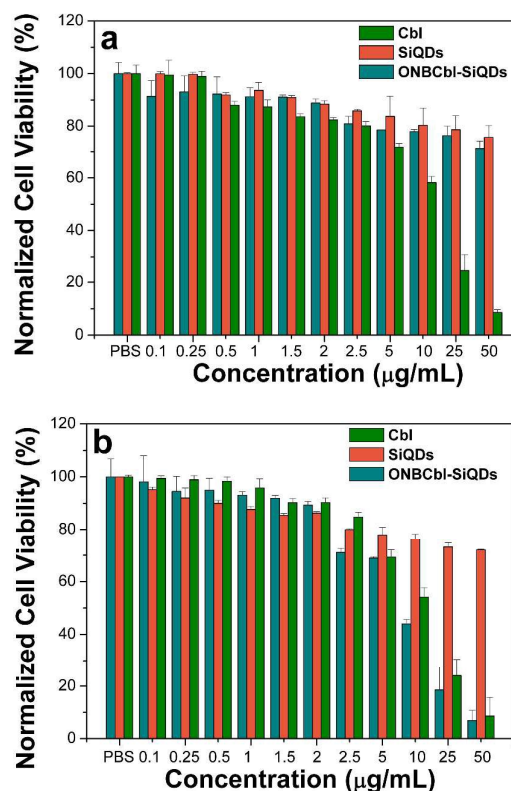 a
Cbl
SiQDs
ONBCbl-SiQDs
Normalized Cell Viability (%)
120
100
80
60
40
20
0
PBS 0.1 0.25 0.5 1 1.5 2 2.5 5 10 25 50
Concentration (μg/mL)
b
Cbl
SiQDs
ONBCbl-SiQDs
Normalized Cell Viability (%)
120
100
80
60
40
20
0
PBS 0.1 0.25 0.5 1 1.5 2 2.5 5 10 25 50
Concentration (μg/mL)